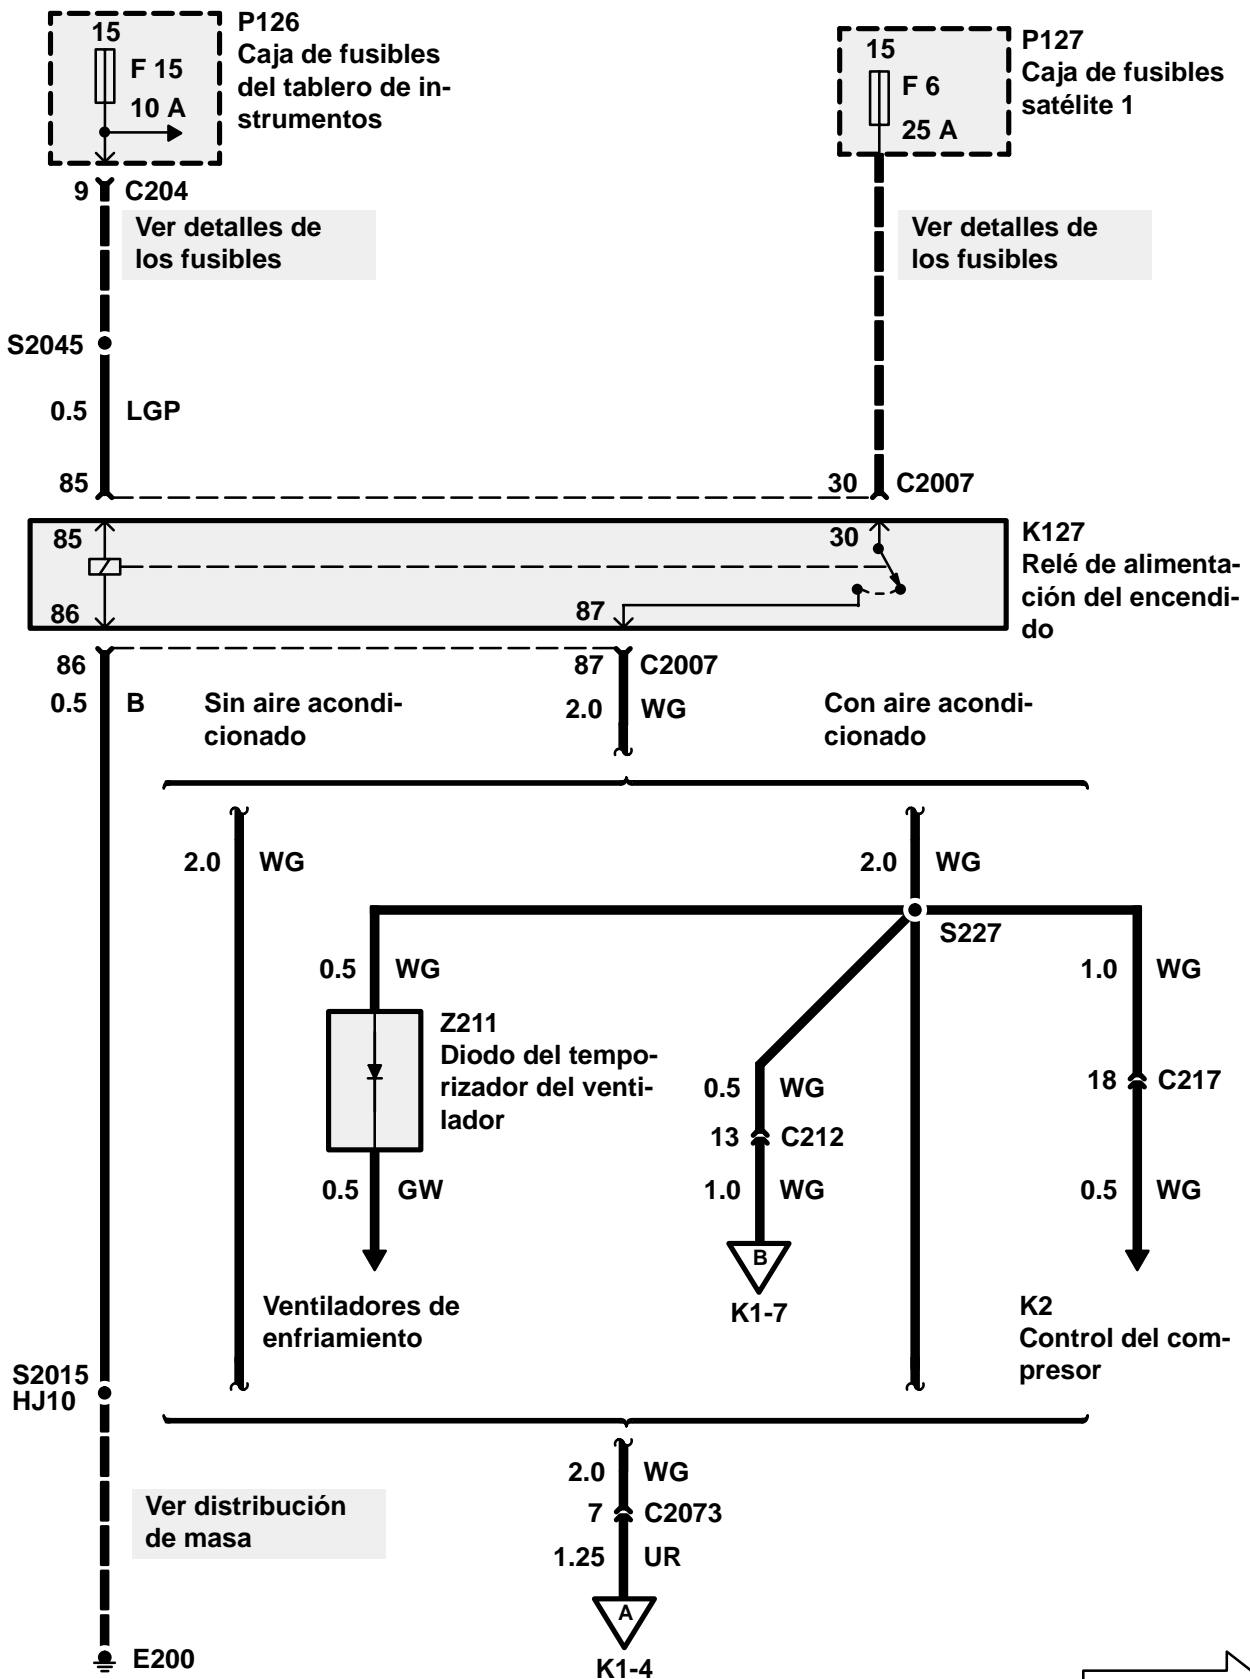 P126
Caja de fusibles
del tablero de in-
strumentos
15
F 15
10 A
P127
Caja de fusibles
satélite 1
15
F 6
25 A
9
C204
Ver detalles de
los fusibles
Ver detalles de
los fusibles
S2045
0.5
LGP
85
30
C2007
85
30
K127
Relé de alimenta-
ción del encendi-
do
86
87
86
87
C2007
0.5
B
Sin aire acondi-
cionado
2.0
WG
Con aire acondi-
cionado
2.0
WG
2.0
WG
S227
0.5
WG
1.0
WG
Z211
Diodo del tempo-
rizador del venti-
lador
0.5
WG
18
C217
13
C212
0.5
GW
1.0
WG
0.5
WG
B
K1-7
Ventiladores de
enfriamiento
K2
Control del com-
presor
S2015
HJ10
2.0
WG
Ver distribución
de masa
7
C2073
1.25
UR
A
K1-4
E200